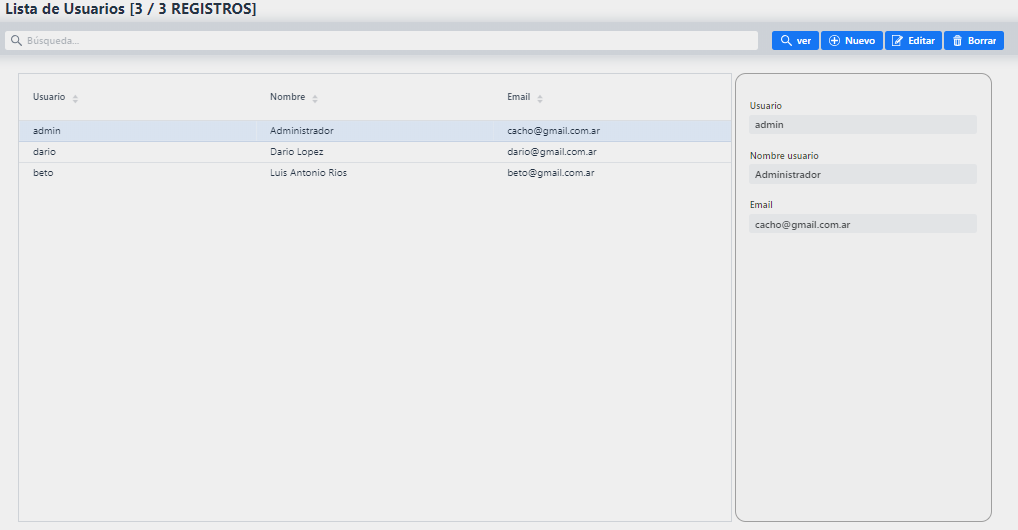 Lista de Usuarios [3 / 3 REGISTROS]
Búsqueda... ver Nuevo Editar Borrar
Usuario Nombre Email
admin Administrador cacho@gmail.com.ar
dario Dario Lopez dario@gmail.com.ar
beto Luis Antonio Rios beto@gmail.com.ar
Usuario
admin
Nombre usuario
Administrador
Email
cacho@gmail.com.ar